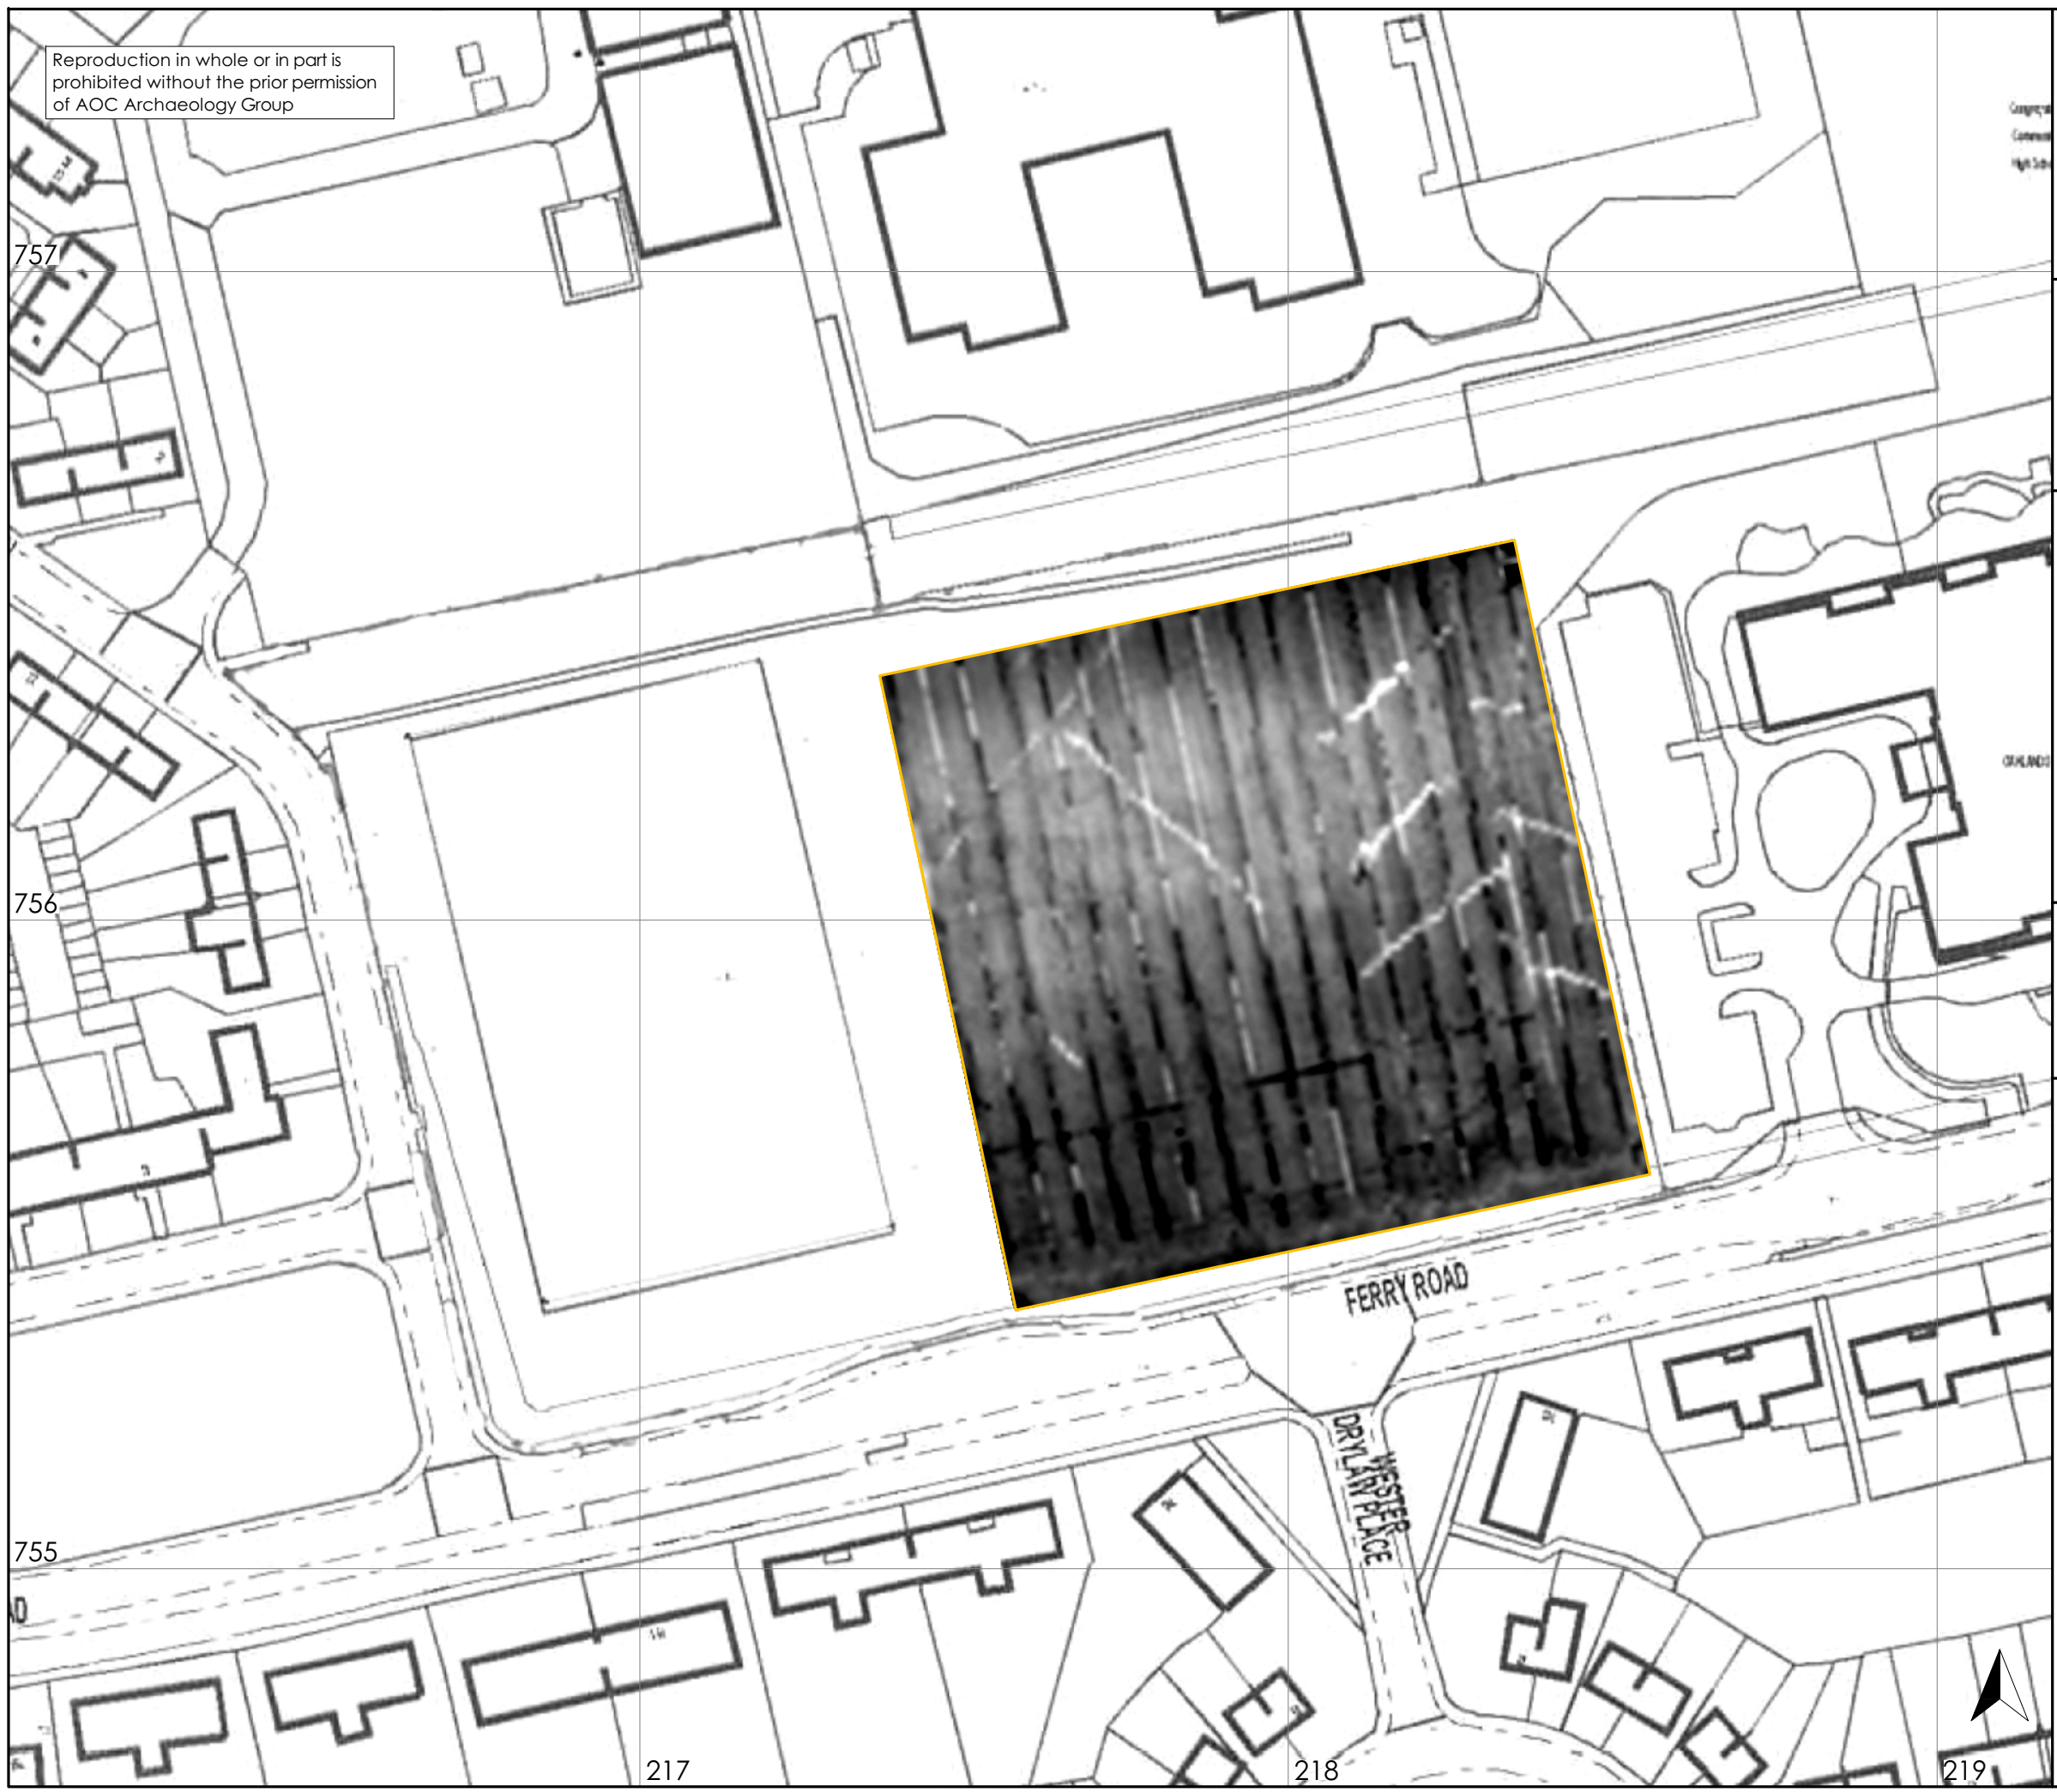 Reproduction in whole or in part is
prohibited without the prior permission
of AOC Archaeology Group
757
756
FERRY ROAD
WESTER
DRYLAW PLACE
755
217
218
219